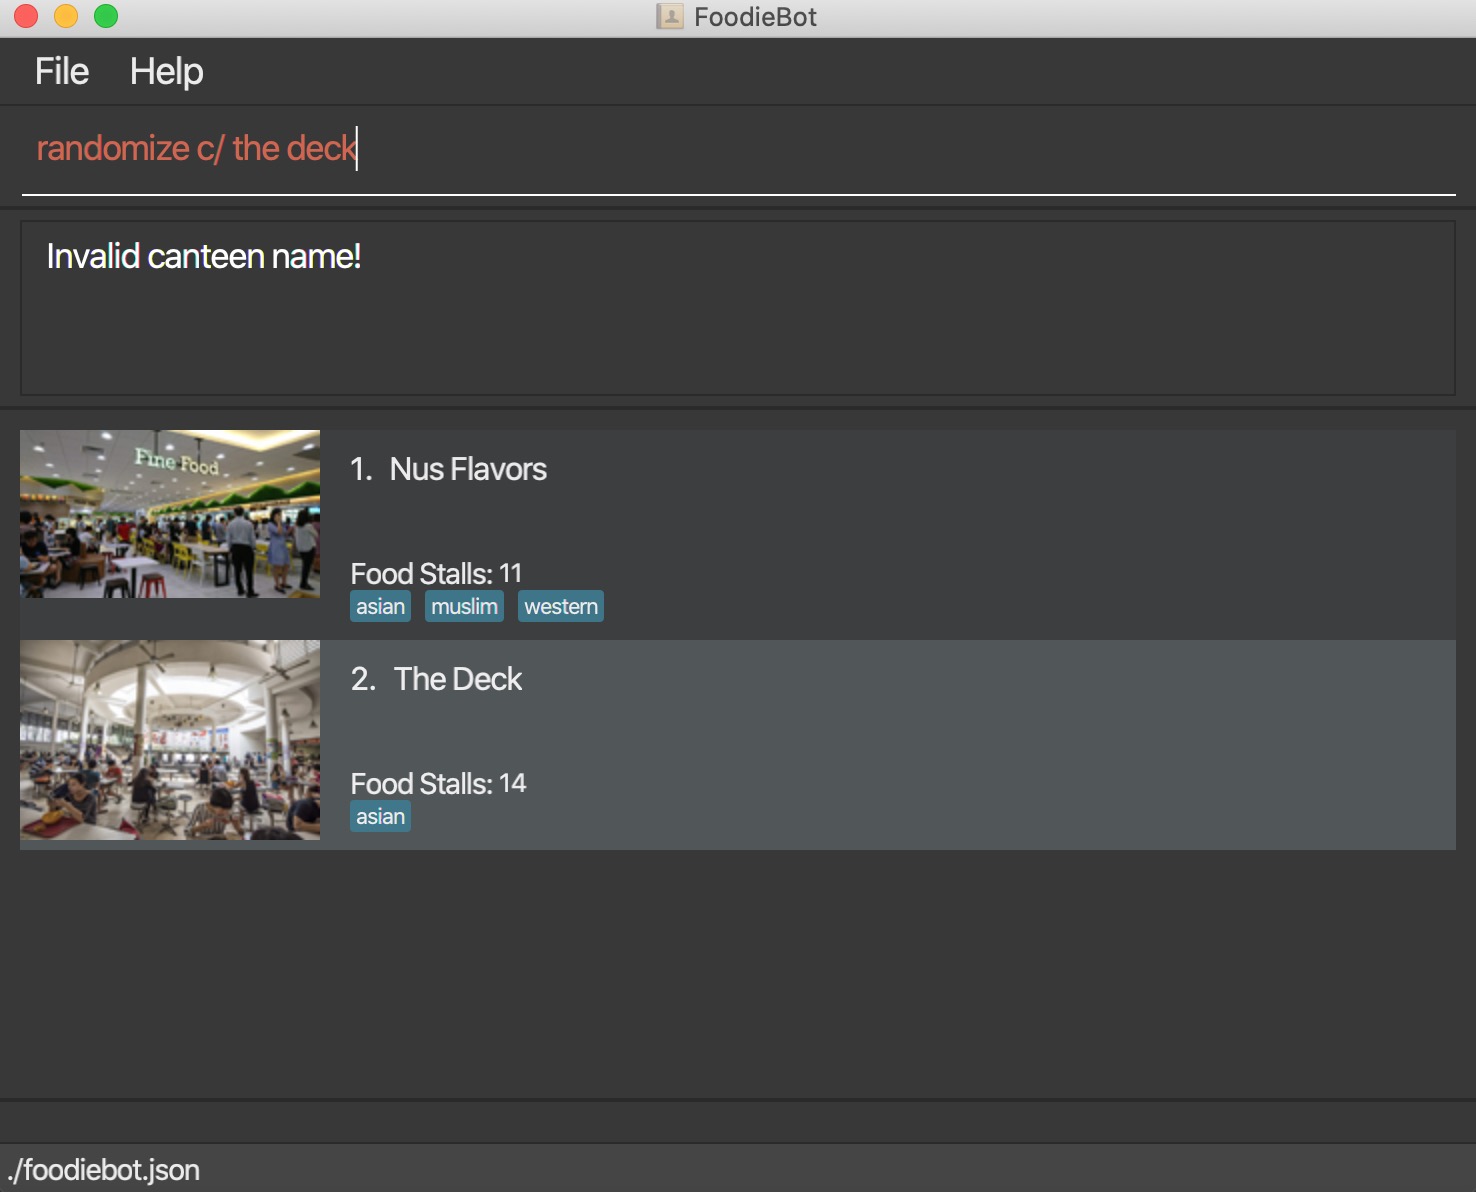 FoodieBot
File Help
randomize c/ the deck
Invalid canteen name!
Fine Food
1. Nus Flavors
Food Stalls: 11
asian muslim western
2. The Deck
Food Stalls: 14
asian
./foodiebot.json